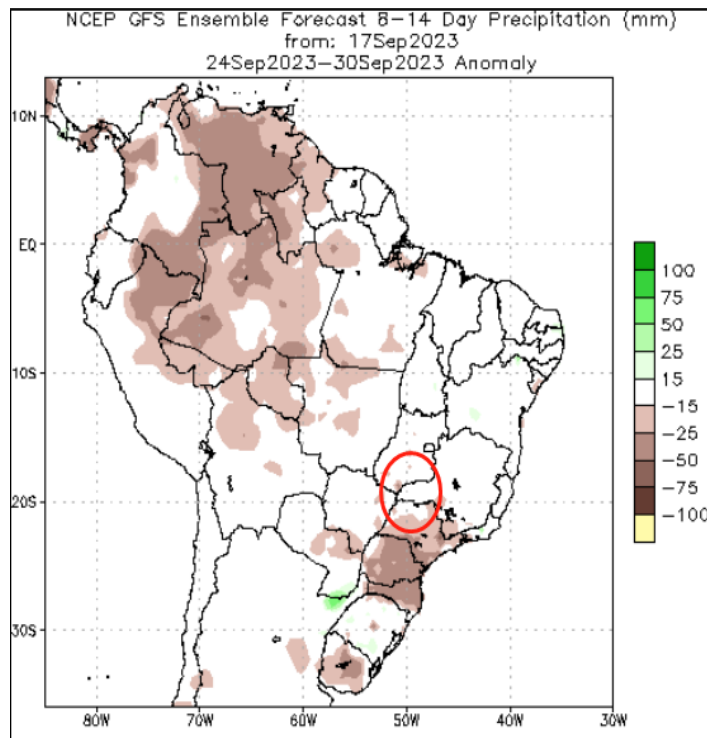 NCEP GFS Ensemble Forecast 8-14 Day Precipitation (mm)
from: 17Sep2023
24Sep2023-30Sep2023 Anomaly
10N
EQ
10S
20S
30S
80W 70W 60W 50W 40W 30W
100
75
50
25
15
-15
-25
-50
-75
-100